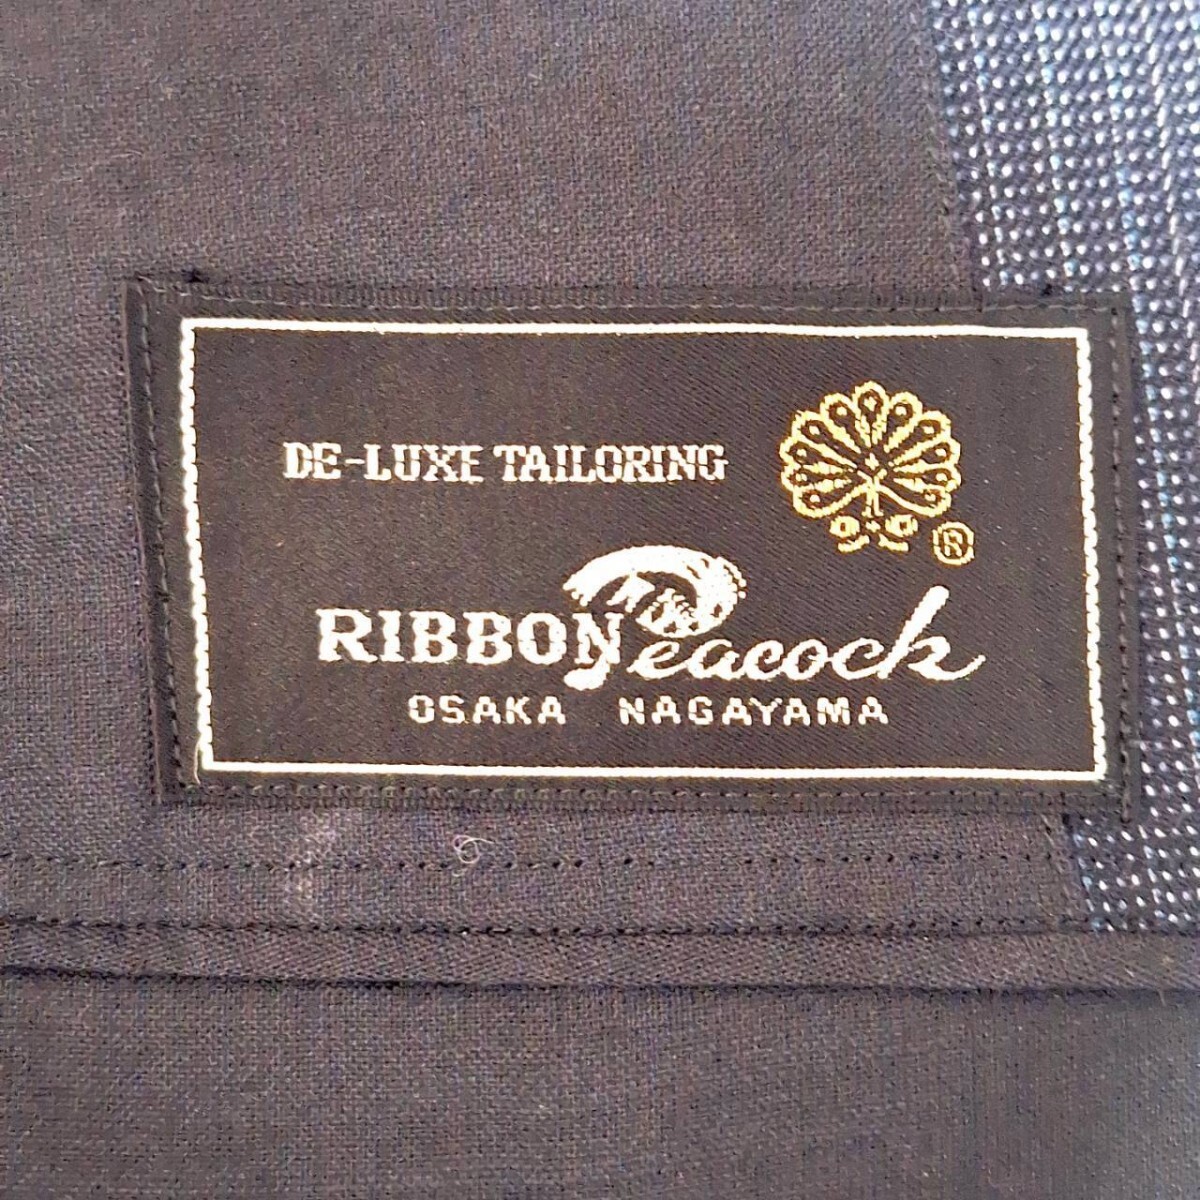 DE-LUXE TAILORING
®
RIBBON Peacock
OSAKA NAGAYAMA